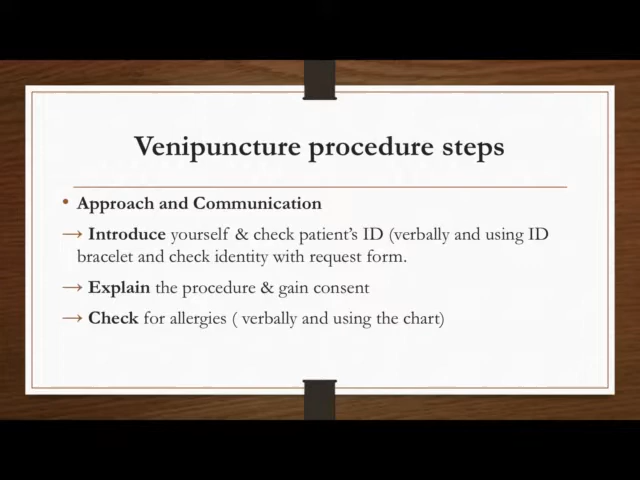 Venipuncture procedure steps
• Approach and Communication
→ Introduce yourself & check patient's ID (verbally and using ID
bracelet and check identity with request form.
→ Explain the procedure & gain consent
→ Check for allergies ( verbally and using the chart)